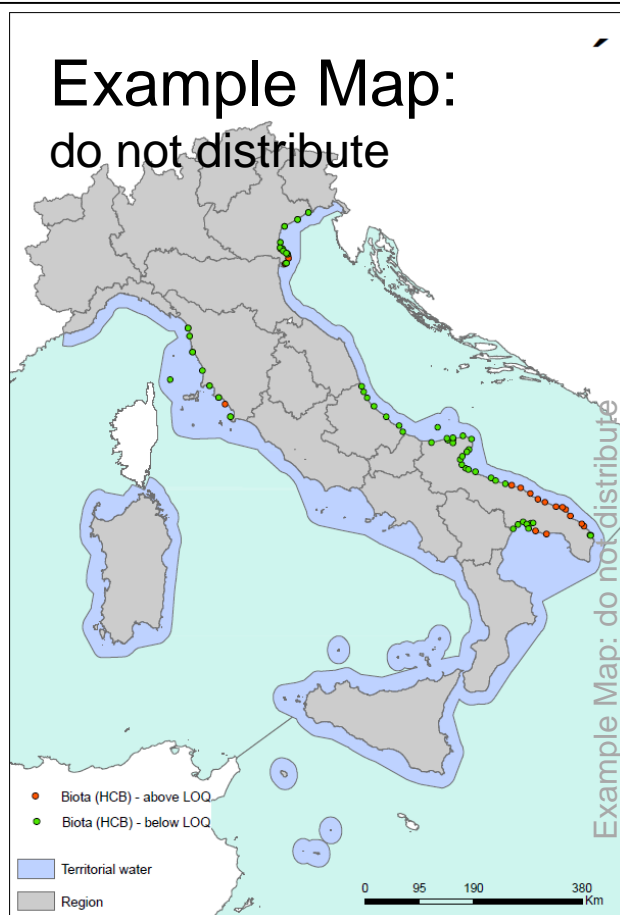 Example Map:
do not distribute
Example Map: do not distribute
Biota (HCB) - above LOQ
Biota (HCB) - below LOQ
Territorial water
Region
0 95 190 380
Km